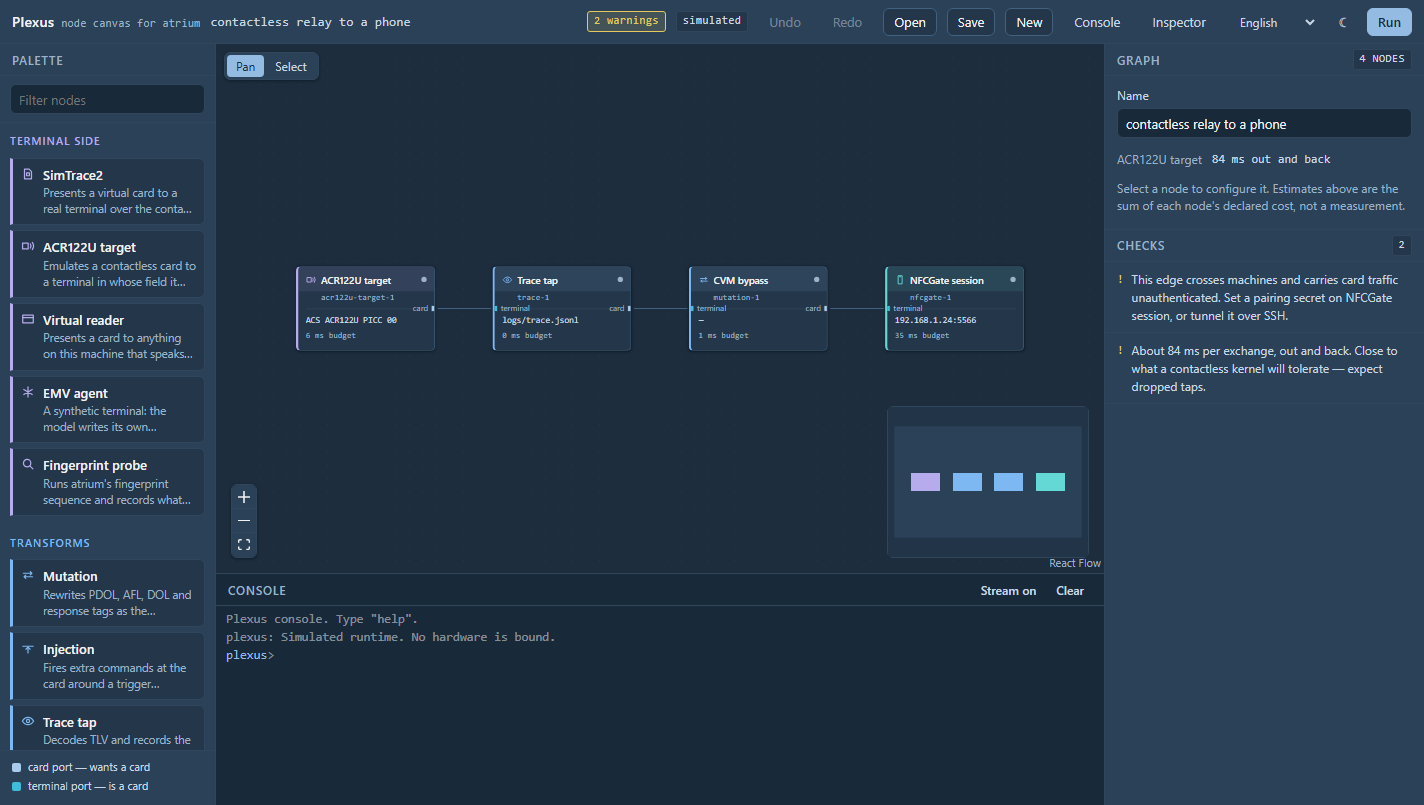 Plexus node canvas for atrium contactless relay to a phone
2 warnings simulated Undo Redo Open Save New Console Inspector English Run
PALETTE
Filter nodes
TERMINAL SIDE
SimTrace2
Presents a virtual card to a
real terminal over the conta...
ACR122U target
Emulates a contactless card to
a terminal in whose field it...
Virtual reader
Presents a card to anything
on this machine that speaks...
EMV agent
A synthetic terminal: the
model writes its own...
Fingerprint probe
Runs atrium's fingerprint
sequence and records what...
TRANSFORMS
Mutation
Rewrites PDOL, AFL, DOL and
response tags as the...
Injection
Fires extra commands at the
card around a trigger...
Trace tap
Decodes TLV and records the
card port — wants a card
terminal port — is a card
Pan Select
ACR122U target
acr122u-target-1
card
ACS ACR122U PICC 00
6 ms budget
Trace tap
trace-1
terminal card
logs/trace.jsonl
0 ms budget
CVM bypass
mutation-1
terminal card
—
1 ms budget
NFCGate session
nfcgate-1
terminal
192.168.1.24:5566
35 ms budget
React Flow
CONSOLE Stream on Clear
Plexus console. Type "help".
plexus: Simulated runtime. No hardware is bound.
plexus>
GRAPH 4 NODES
Name
contactless relay to a phone
ACR122U target 84 ms out and back
Select a node to configure it. Estimates above are the
sum of each node's declared cost, not a measurement.
CHECKS 2
! This edge crosses machines and carries card traffic
unauthenticated. Set a pairing secret on NFCGate
session, or tunnel it over SSH.
! About 84 ms per exchange, out and back. Close to
what a contactless kernel will tolerate — expect
dropped taps.